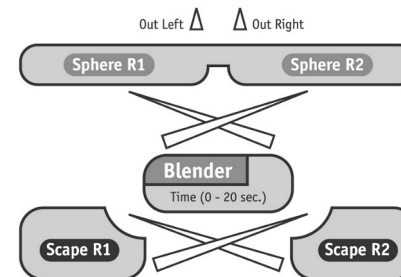 Out Left Out Right
Sphere R1 Sphere R2
Blender
Time (0 - 20 sec.)
Scape R1 Scape R2